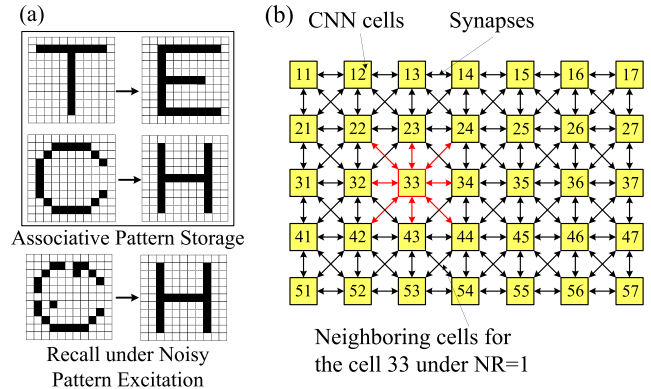 (a)
Associative Pattern Storage
Recall under Noisy
Pattern Excitation
(b)
CNN cells
Synapses
11 12 13 14 15 16 17
21 22 23 24 25 26 27
31 32 33 34 35 36 37
41 42 43 44 45 46 47
51 52 53 54 55 56 57
Neighboring cells for
the cell 33 under NR=1